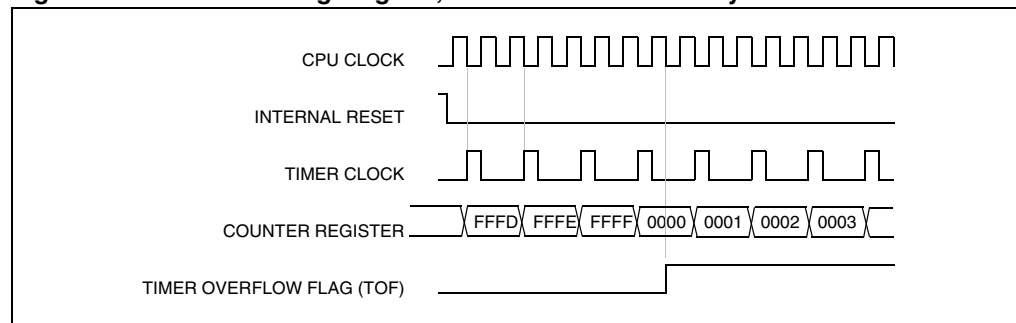 CPU CLOCK
INTERNAL RESET
TIMER CLOCK
COUNTER REGISTER FFFD FFFE FFFF 0000 0001 0002 0003
TIMER OVERFLOW FLAG (TOF)